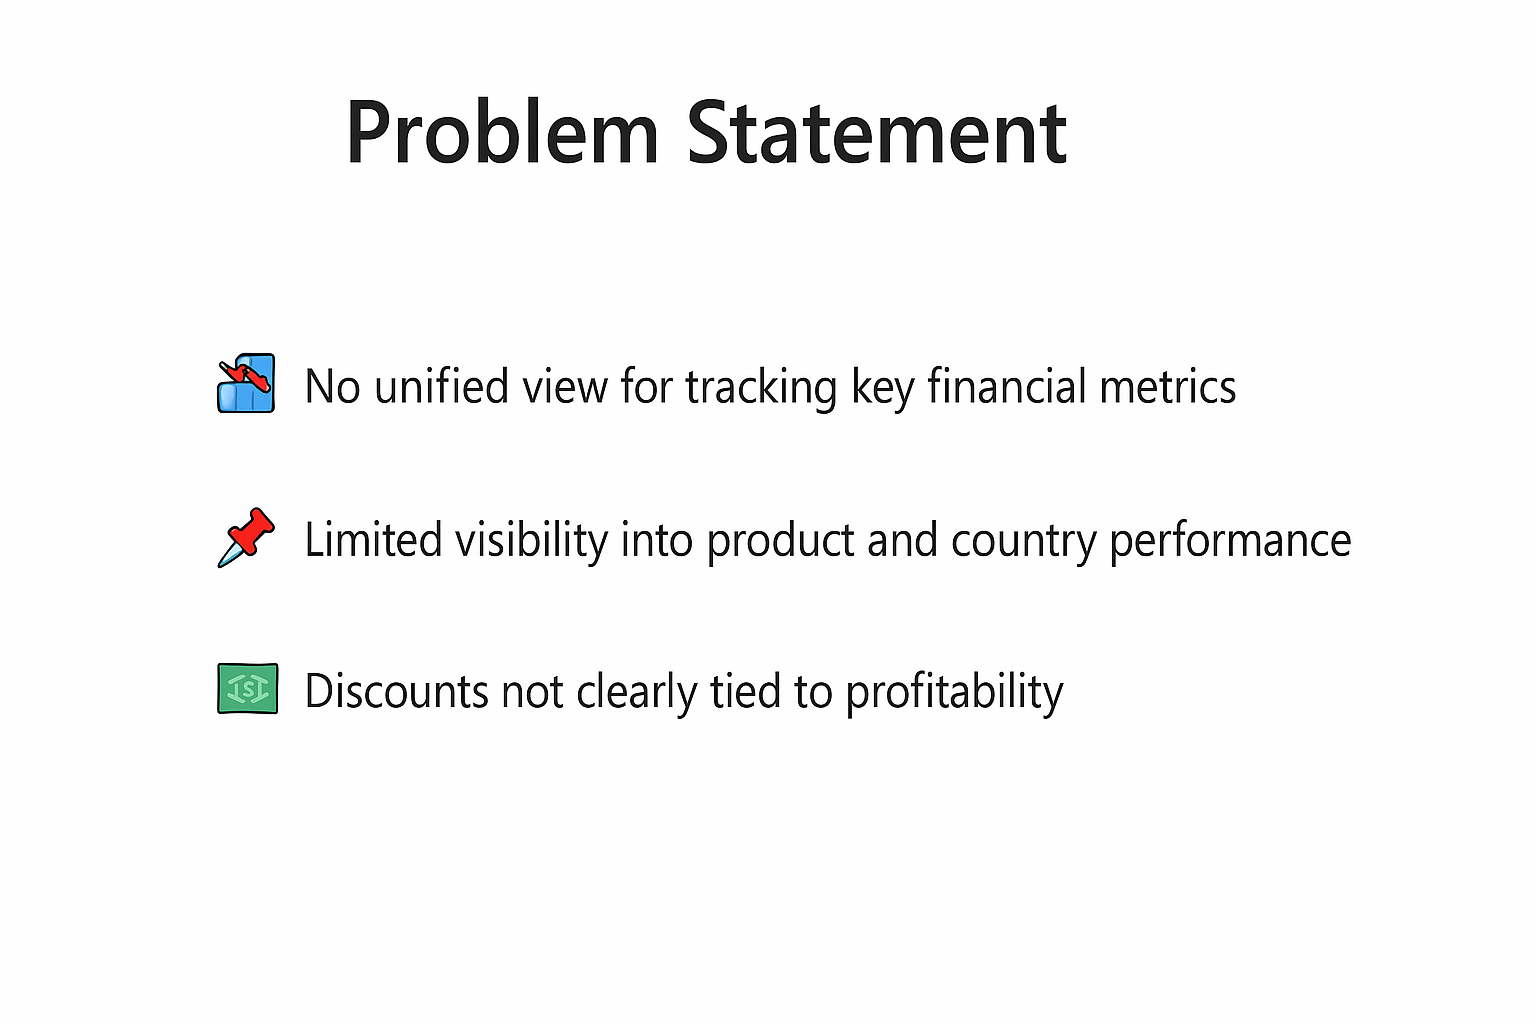 Problem Statement
No unified view for tracking key financial metrics
Limited visibility into product and country performance
Discounts not clearly tied to profitability